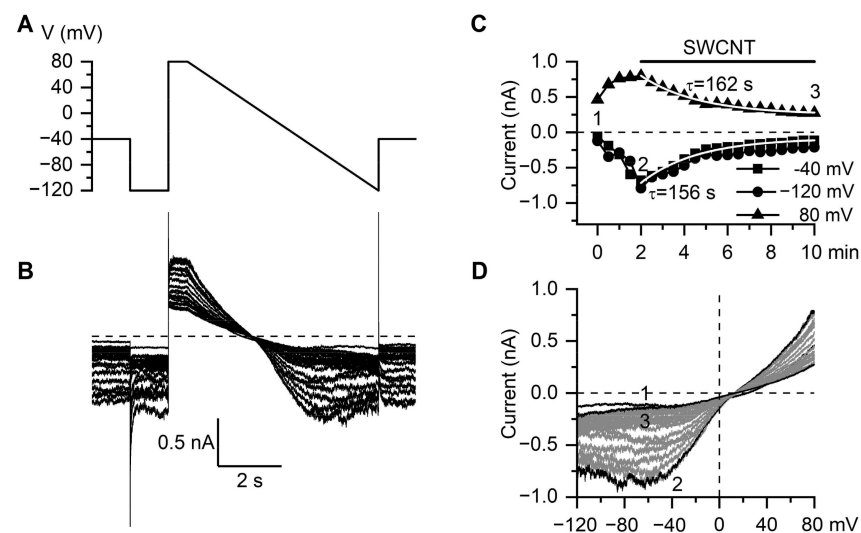 A
V (mV)
80
40
0
−40
−80
−120
B
0.5 nA
2 s
C
SWCNT
1.0
0.5
0.0
−0.5
−1.0
Current (nA)
τ=162 s
3
1
2
τ=156 s
-40 mV
−120 mV
80 mV
0 2 4 6 8 10 min
D
1.0
0.5
0.0
−0.5
−1.0
Current (nA)
1
3
2
−120 −80 −40 0 40 80 mV